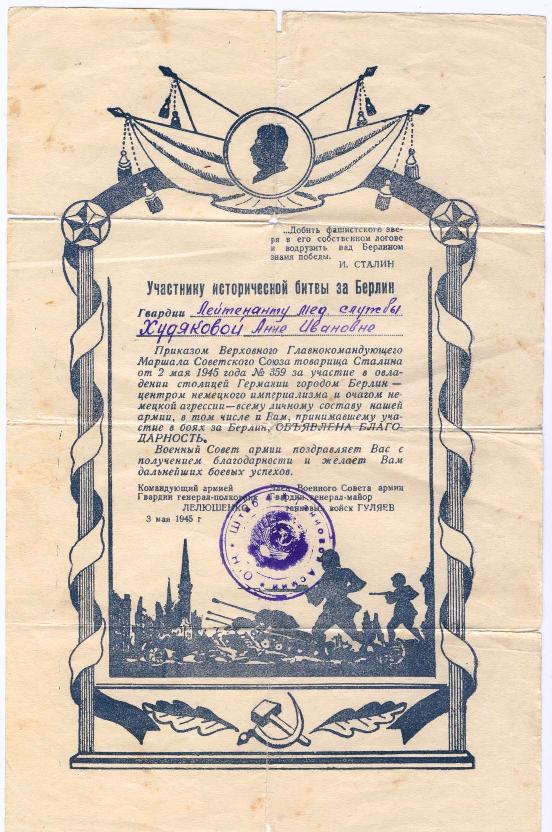 ...Добить фашистского зве-
ря в его собственном логове
и водрузить над Берлином
знамя победы.
И. СТАЛИН
Участнику исторической битвы за Берлин
Гвардии Лейтенанту мед. службы
Худяковой Анне Ивановне
Приказом Верховного Главнокомандующего
Маршала Советского Союза товарища Сталина
от 2 мая 1945 года № 359 за участие в овла-
дении столицей Германии городом Берлин —
центром немецкого империализма и очагом не-
мецкой агрессии—всему личному составу нашей
армии, в том числе и Вам, принимавшему уча-
стие в боях за Берлин, ОБЪЯВЛЕНА БЛАГО-
ДАРНОСТЬ.
Военный Совет армии поздравляет Вас с
получением благодарности и желает Вам
дальнейших боевых успехов.
Командующий армией
Гвардии генерал-полковник
ЛЕЛЮШЕНКО
Член Военного Совета армии
Гвардии генерал-майор
танковых войск ГУЛЯЕВ
3 мая 1945 г
Штаб 4